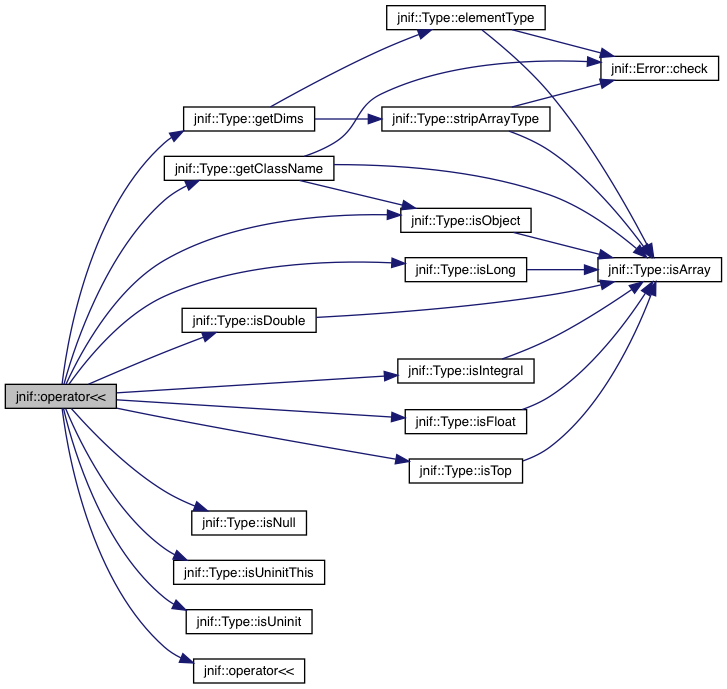 jnif::Type::elementType
jnif::Error::check
jnif::Type::getDims
jnif::Type::stripArrayType
jnif::Type::getClassName
jnif::Type::isObject
jnif::Type::isLong
jnif::Type::isArray
jnif::Type::isDouble
jnif::Type::isIntegral
jnif::operator<<
jnif::Type::isFloat
jnif::Type::isTop
jnif::Type::isNull
jnif::Type::isUninitThis
jnif::Type::isUninit
jnif::operator<<